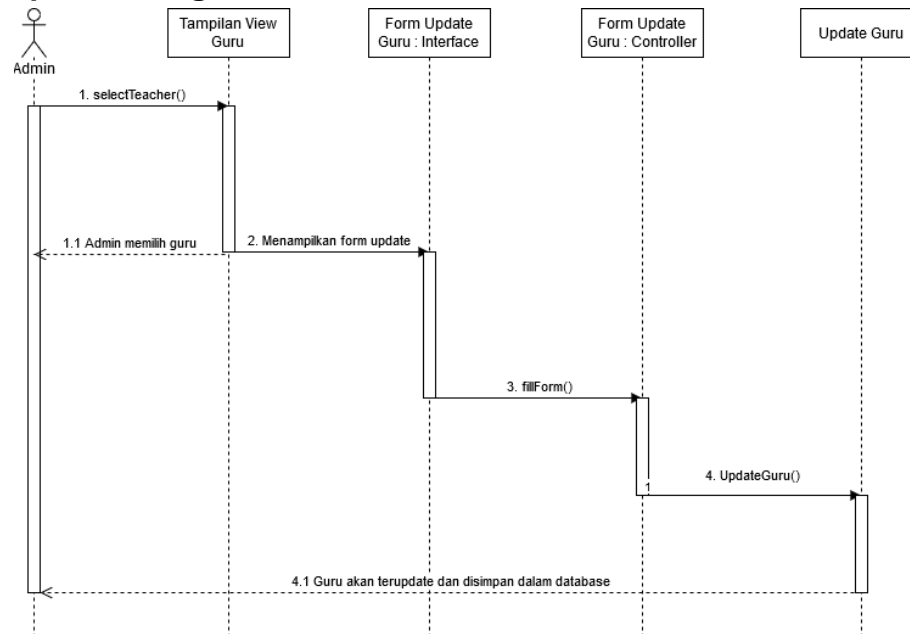 Tampilan View
Guru
Form Update
Guru : Interface
Form Update
Guru : Controller
Update Guru
Admin
1. selectTeacher()
1.1 Admin memilih guru
2. Menampilkan form update
3. fillForm()
4. UpdateGuru()
1
4.1 Guru akan terupdate dan disimpan dalam database